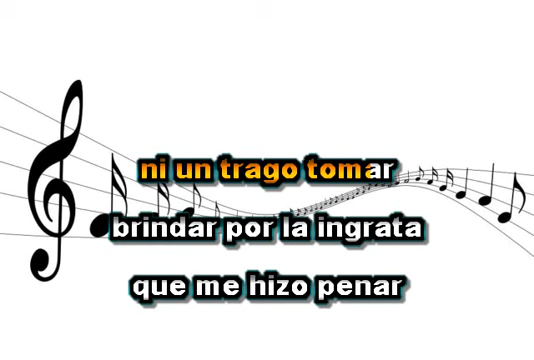 ni un trago tomar
brindar por la ingrata
que me hizo penar